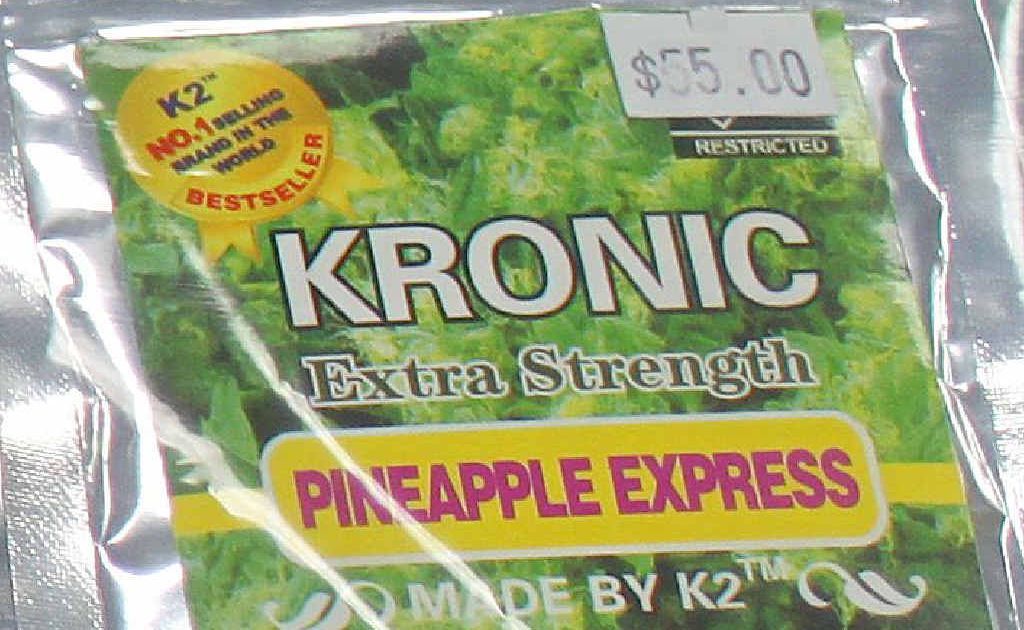 $55.00
RESTRICTED
K2™
NO.1 SELLING
BRAND IN THE
WORLD
BESTSELLER
KRONIC
Extra Strength
PINEAPPLE EXPRESS
MADE BY K2™